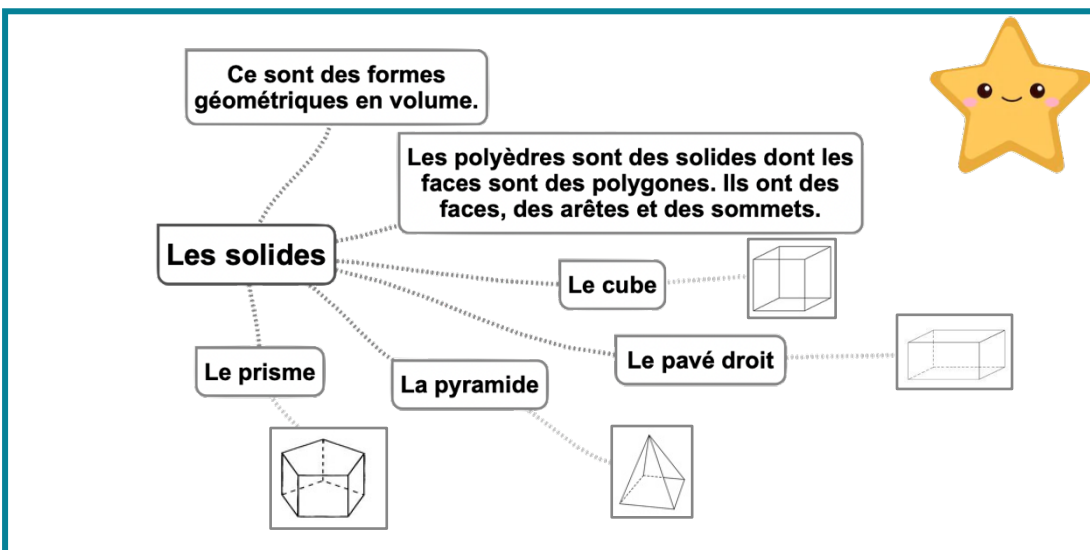 Ce sont des formes
géométriques en volume.
Les polyèdres sont des solides dont les
faces sont des polygones. Ils ont des
faces, des arêtes et des sommets.
Les solides
Le cube
Le pavé droit
Le prisme
La pyramide